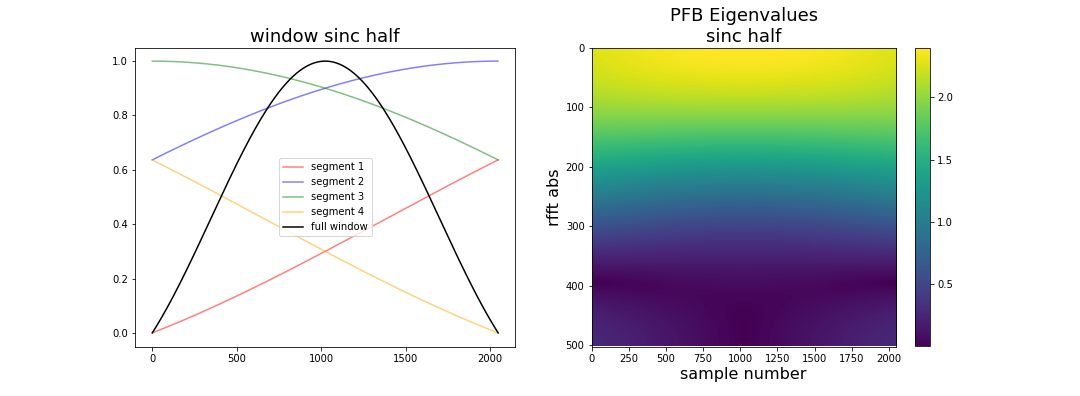 window sinc half
1.0
0.8
0.6
0.4
0.2
0.0
segment 1
segment 2
segment 3
segment 4
full window
0 500 1000 1500 2000
PFB Eigenvalues
sinc half
rfft abs
0
100
200
300
400
500
0 250 500 750 1000 1250 1500 1750 2000
sample number
2.0
1.5
1.0
0.5